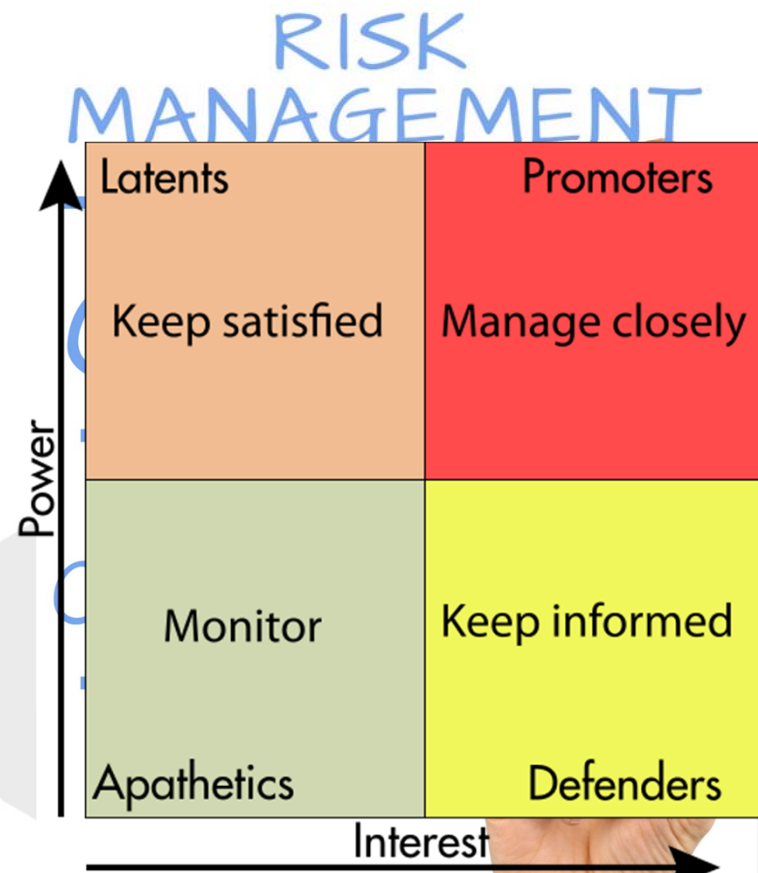 RISK
MANAGEMENT
Latents
Promoters
Keep satisfied
Manage closely
Power
Monitor
Keep informed
Apathetics
Defenders
Interest